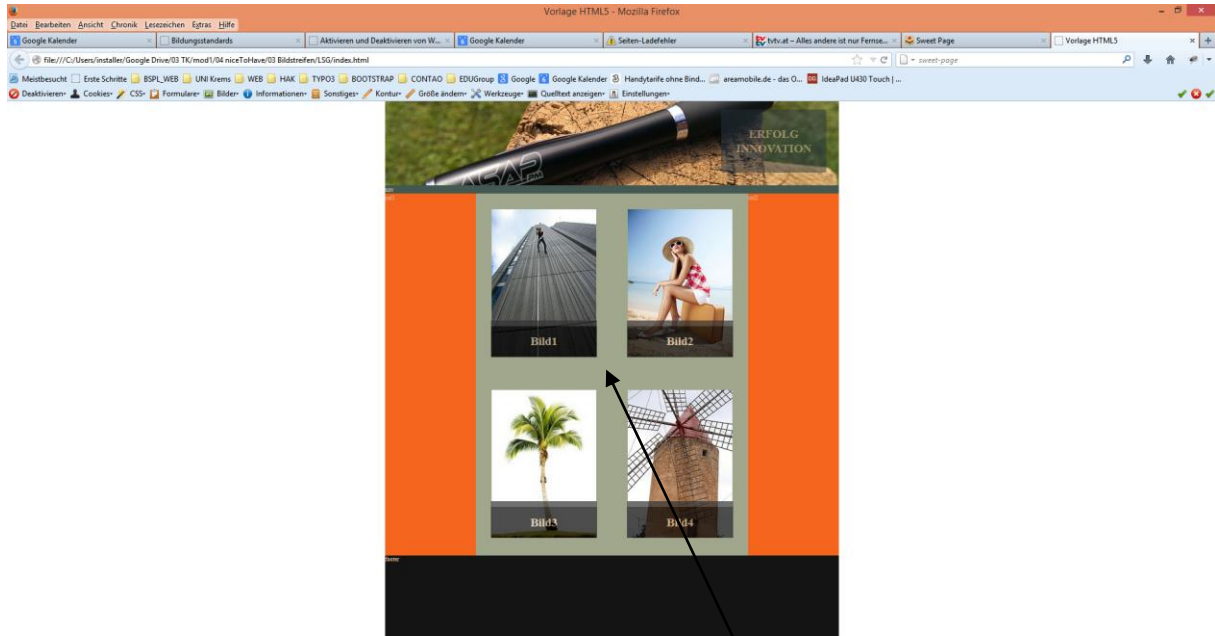 Vorlage HTML5 - Mozilla Firefox
Datei Bearbeiten Ansicht Chronik Lesezeichen Extras Hilfe
Google Kalender Bildungsstandards Aktivieren und Deaktivieren von W... Google Kalender Seiten-Ladefehler tvtv.at – Alles andere ist nur Fernse... Sweet Page Vorlage HTML5
file:///C:/Users/installer/Google Drive/03 TK/mod1/04 niceToHave/03 Bildstreifen/LSG/index.html sweet-page
Meistbesucht Erste Schritte BSPL_WEB UNI Krems WEB HAK TYPO3 BOOTSTRAP CONTAO EDUGroup Google Google Kalender Handytarife ohne Bind... areamobile.de - das O... IdeaPad U430 Touch | ...
Deaktivieren Cookies CSS Formulare Bilder Informationen Sonstiges Kontur Größe ändern Werkzeuge Quelltext anzeigen Einstellungen
ERFOLG
INNOVATION
ASAP
nav
Bild1 Bild2
Bild3 Bild4
footer